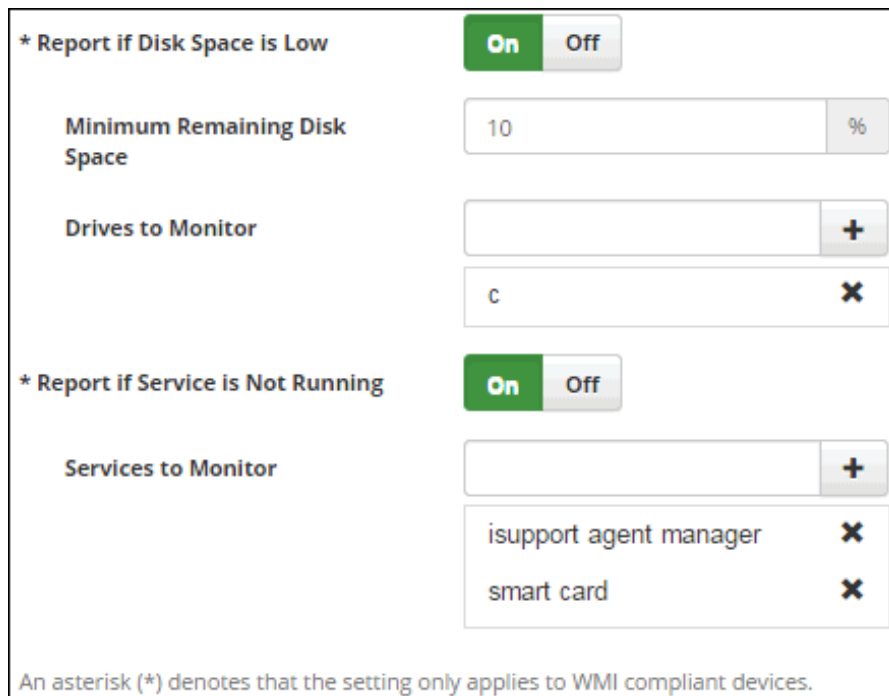 * Report if Disk Space is Low On Off
Minimum Remaining Disk 10 %
Space
Drives to Monitor +
c ✖
* Report if Service is Not Running On Off
Services to Monitor +
isupport agent manager ✖
smart card ✖
An asterisk (*) denotes that the setting only applies to WMI compliant devices.